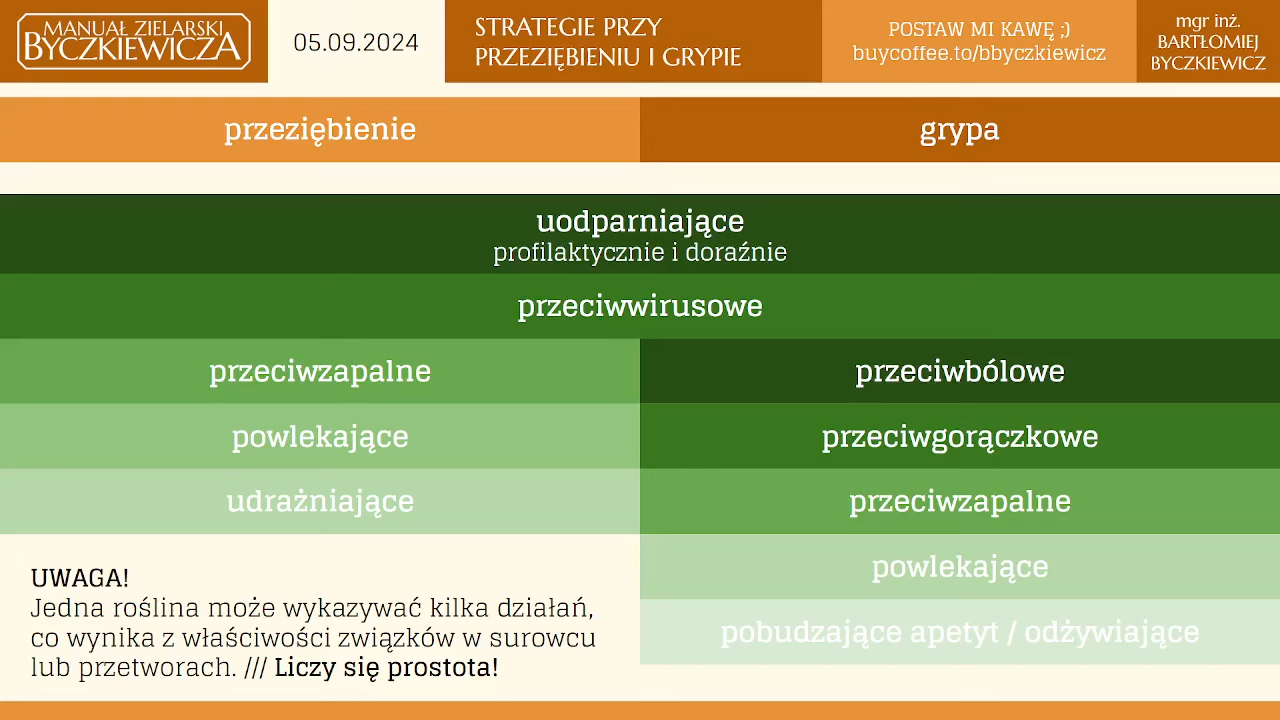 MANUAŁ ZIELARSKI
BYCZKIEWICZA
05.09.2024
STRATEGIE PRZY
PRZEZIĘBIENIU I GRYPIE
POSTAW MI KAWĘ ;)
buycoffee.to/bbyczkiewicz
mgr inż.
BARTŁOMIEJ
BYCZKIEWICZ
przeziębienie
grypa
uodparniające
profilaktycznie i doraźnie
przeciwwirusowe
przeciwzapalne
przeciwbólowe
powlekające
przeciwgorączkowe
udrażniające
przeciwzapalne
powlekające
pobudzające apetyt / odżywiające
UWAGA!
Jedna roślina może wykazywać kilka działań,
co wynika z właściwości związków w surowcu
lub przetworach. /// Liczy się prostota!